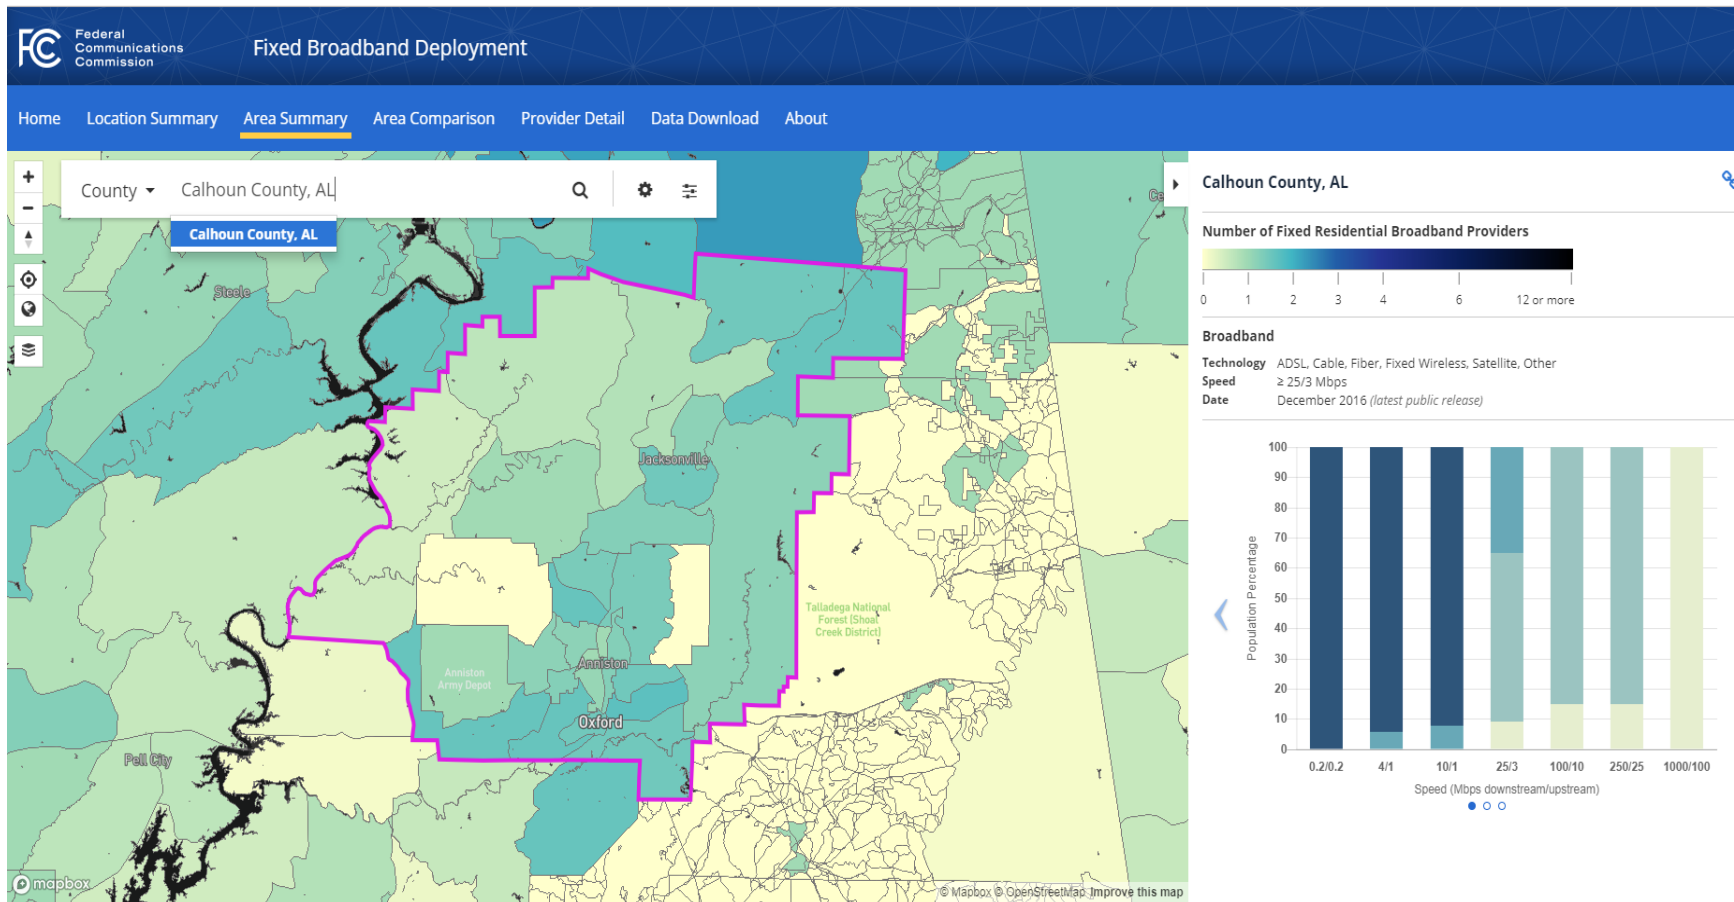 Federal
Communications
Commission
Fixed Broadband Deployment
Home Location Summary Area Summary Area Comparison Provider Detail Data Download About
County Calhoun County, AL
Calhoun County, AL
Steele
Jacksonville
Talladega National
Forest (Shoal
Creek District)
Anniston
Anniston
Army Depot
Oxford
Pell City
mapbox
© Mapbox © OpenStreetMap Improve this map
Calhoun County, AL
Number of Fixed Residential Broadband Providers
0 1 2 3 4 6 12 or more
Broadband
Technology ADSL, Cable, Fiber, Fixed Wireless, Satellite, Other
Speed ≥ 25/3 Mbps
Date December 2016 (latest public release)
Population Percentage
100
90
80
70
60
50
40
30
20
10
0
0.2/0.2 4/1 10/1 25/3 100/10 250/25 1000/100
Speed (Mbps downstream/upstream)